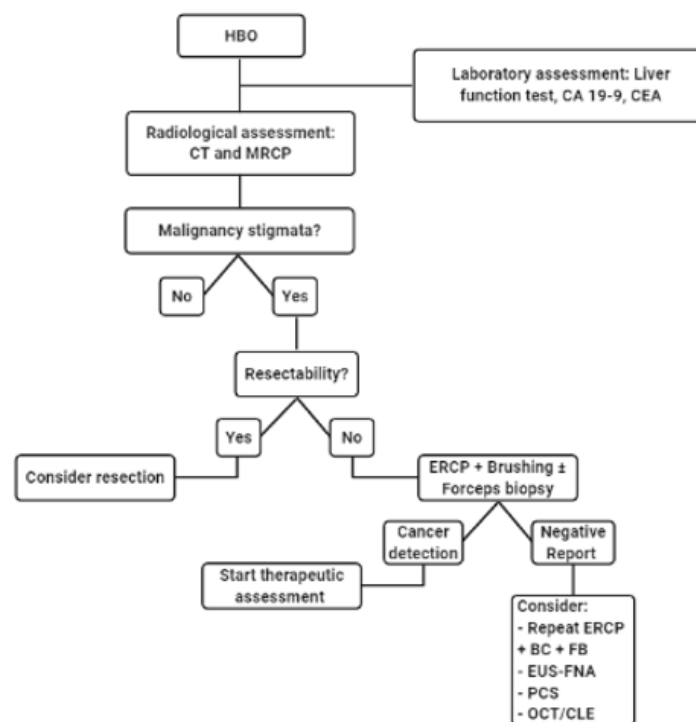 HBO
Laboratory assessment: Liver
function test, CA 19-9, CEA
Radiological assessment:
CT and MRCP
Malignancy stigmata?
No
Yes
Resectability?
Yes
No
Consider resection
ERCP + Brushing ±
Forceps biopsy
Cancer
detection
Negative
Report
Start therapeutic
assessment
Consider:
- Repeat ERCP
+ BC + FB
- EUS-FNA
- PCS
- OCT/CLE